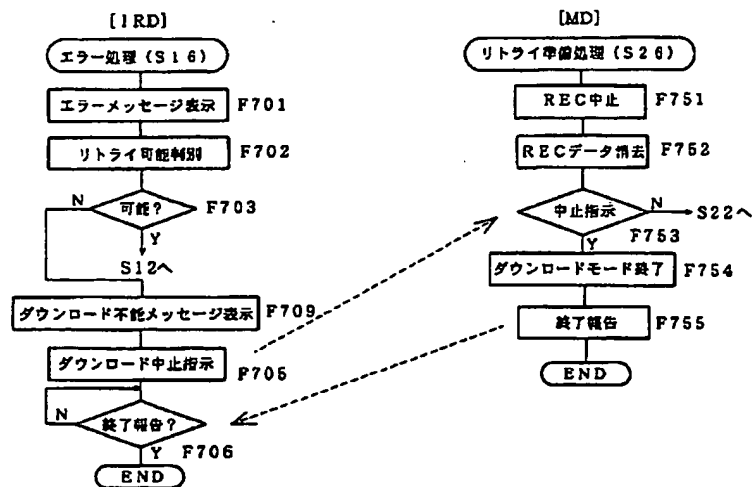 [IRD]
エラー処理(S16)
エラーメッセージ表示 F701
リトライ可能判別 F702
可能? F703
N
Y
S12へ
ダウンロード不能メッセージ表示 F709
ダウンロード中止指示 F705
終了報告? F706
N
Y
END
[MD]
リトライ準備処理(S26)
REC中止 F751
RECデータ消去 F752
中止指示 F753
N
S22へ
Y
ダウンロードモード終了 F754
終了報告 F755
END